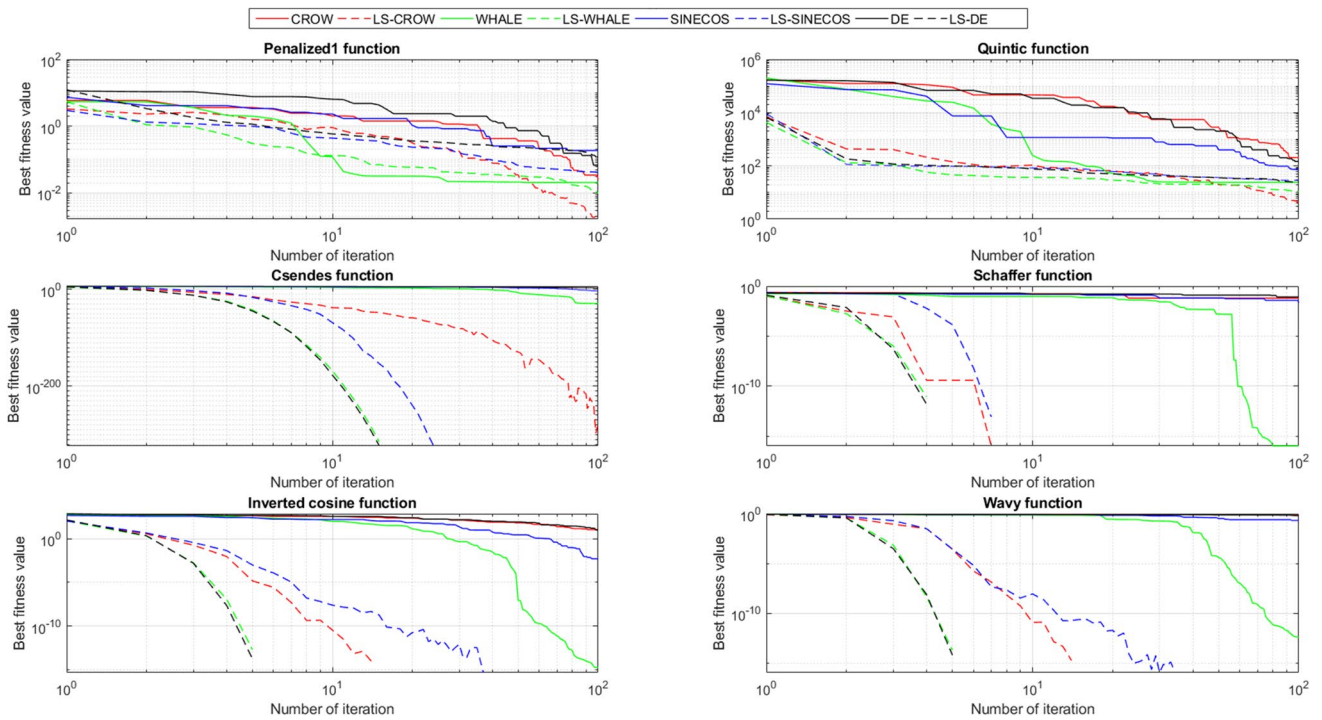 CROW LS-CROW WHALE LS-WHALE SINECOS LS-SINECOS DE LS-DE
Penalized1 function
Best fitness value
10^2
10^0
10^-2
10^0 10^1 10^2
Number of iteration
Quintic function
Best fitness value
10^6
10^4
10^2
10^0
10^0 10^1 10^2
Number of iteration
Csendes function
Best fitness value
10^0
10^-200
10^0 10^1 10^2
Number of iteration
Schaffer function
Best fitness value
10^0
10^-10
10^0 10^1 10^2
Number of iteration
Inverted cosine function
Best fitness value
10^0
10^-10
10^0 10^1 10^2
Number of iteration
Wavy function
Best fitness value
10^0
10^-10
10^0 10^1 10^2
Number of iteration